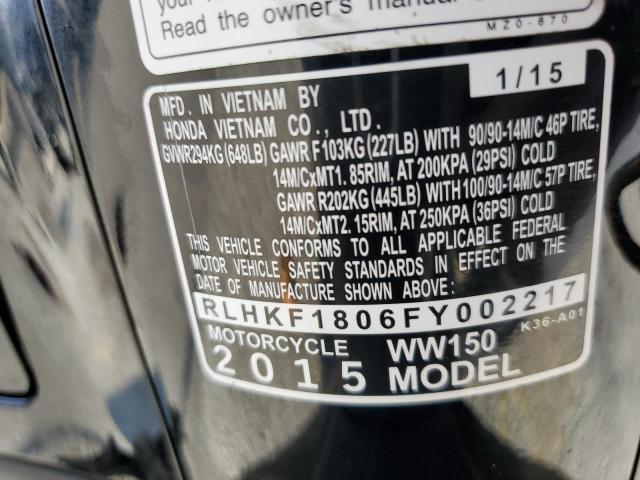 your
Read the owner's manual
MZ0-670
1/15
MFD. IN VIETNAM BY
HONDA VIETNAM CO., LTD.
GVWR294KG (648LB) GAWR F103KG (227LB) WITH 90/90-14M/C 46P TIRE,
14M/CxMT1.85RIM, AT 200KPA (29PSI) COLD
GAWR R202KG (445LB) WITH 100/90-14M/C 57P TIRE,
14M/CxMT2.15RIM, AT 250KPA (36PSI) COLD
THIS VEHICLE CONFORMS TO ALL APPLICABLE FEDERAL
MOTOR VEHICLE SAFETY STANDARDS IN EFFECT ON THE
DATE OF MANUFACTURE SHOWN ABOVE:
RLHKF1806FY002217
K36-A01
MOTORCYCLE WW150
2015 MODEL